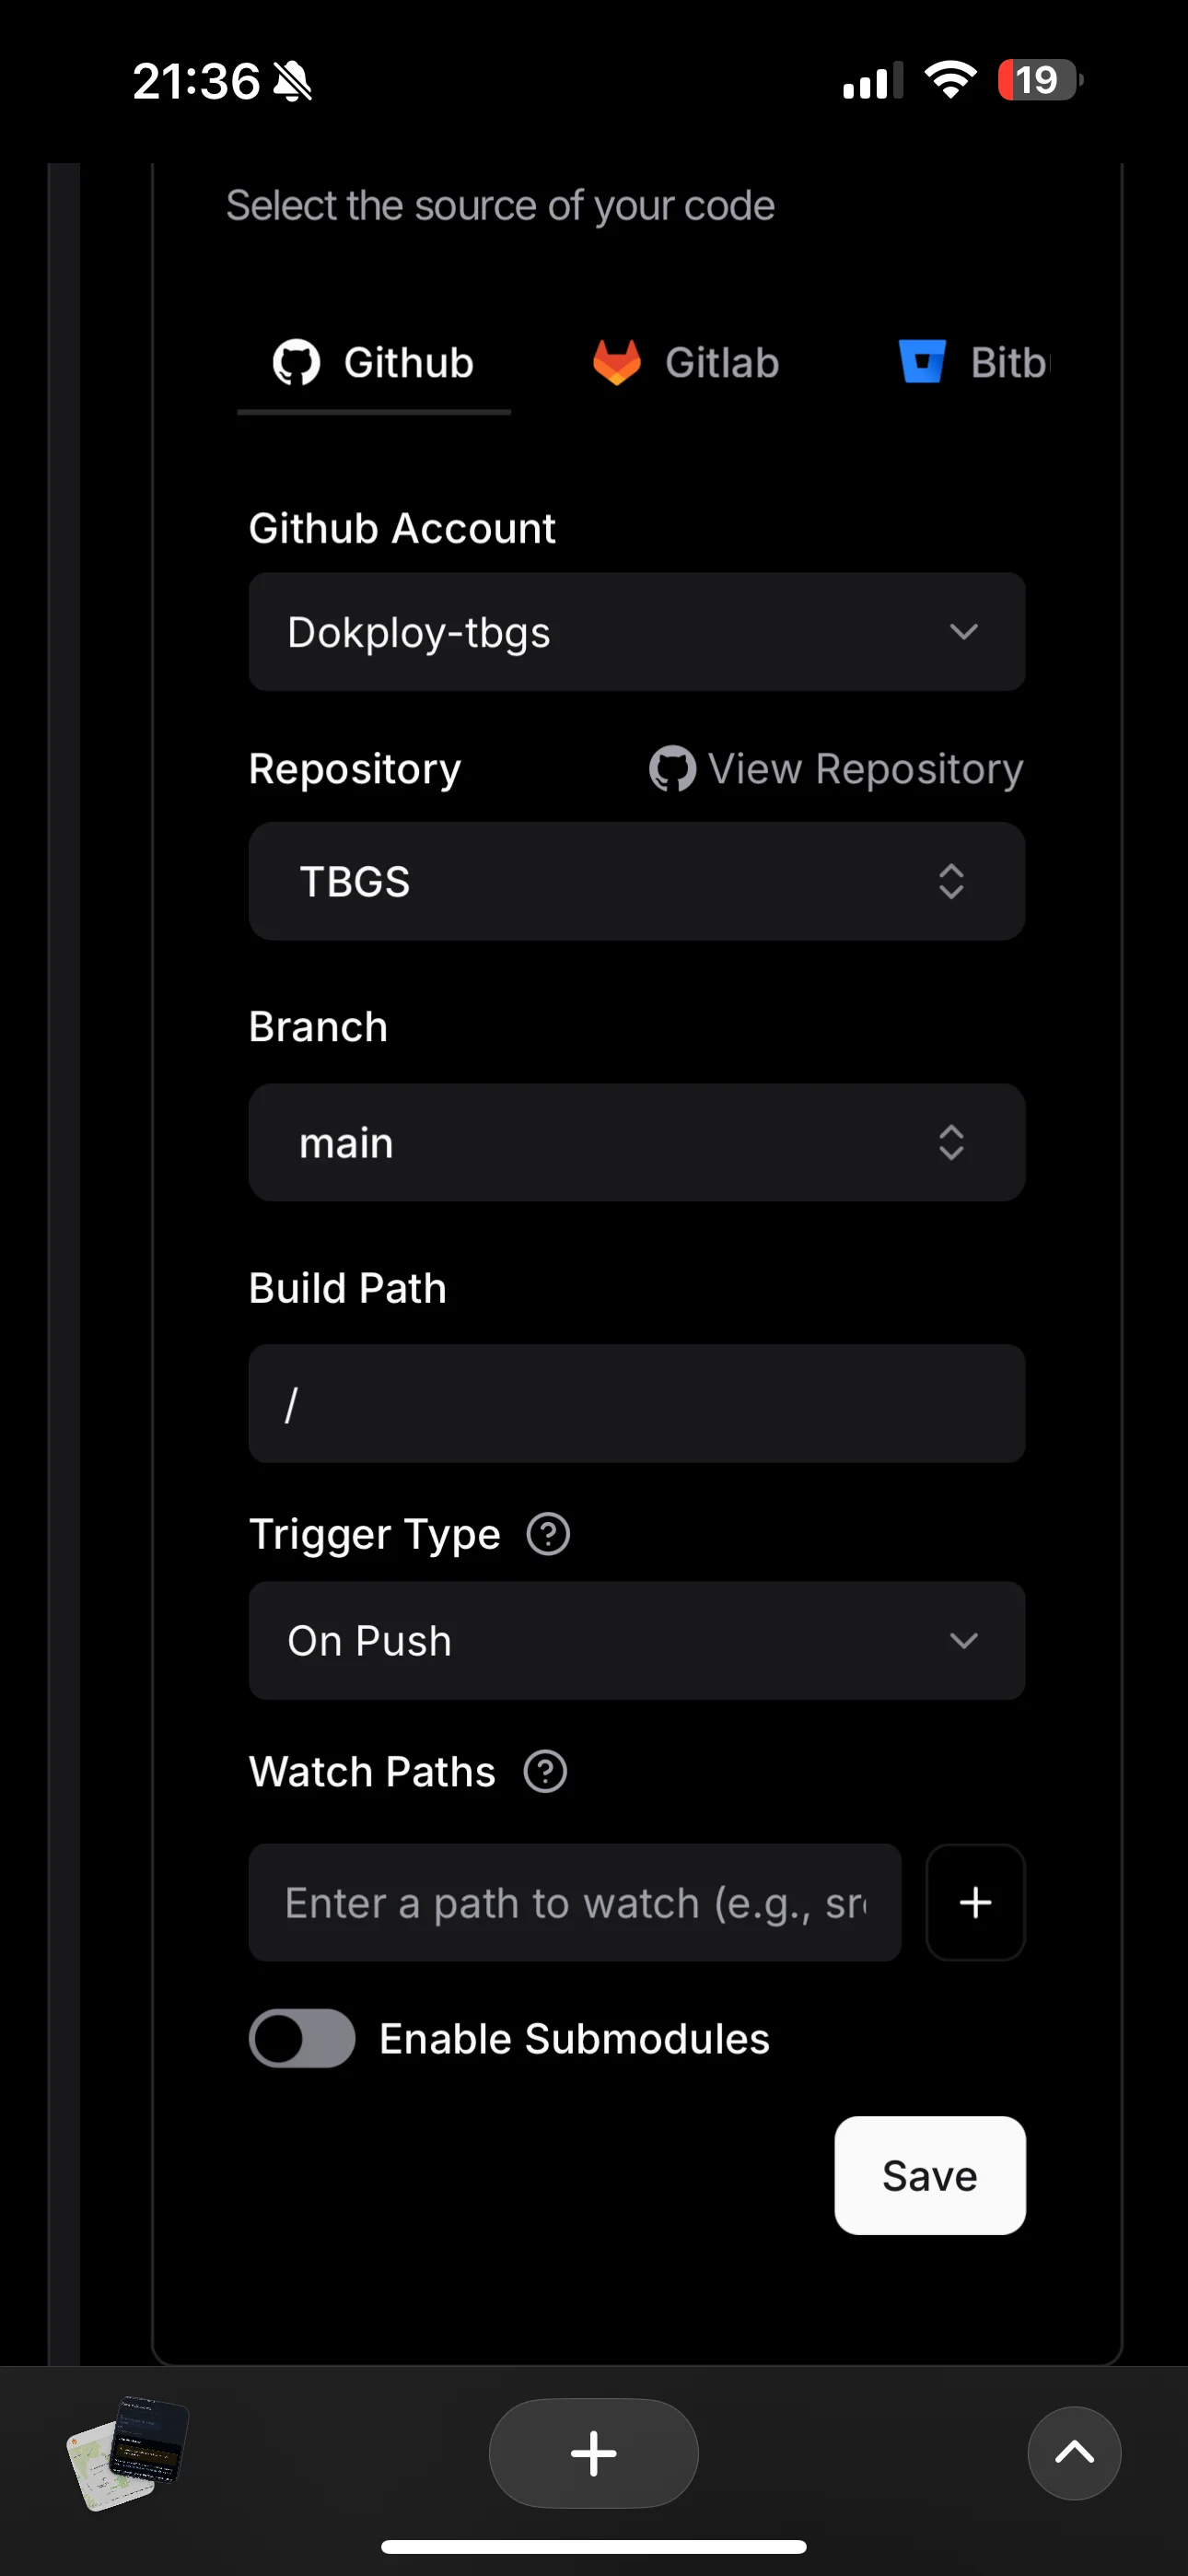 21:36
19
Select the source of your code
Github
Gitlab
Bitb
Github Account
Dokploy-tbgs
Repository
View Repository
TBGS
Branch
main
Build Path
/
Trigger Type ?
On Push
Watch Paths ?
Enter a path to watch (e.g., src
+
Enable Submodules
Save